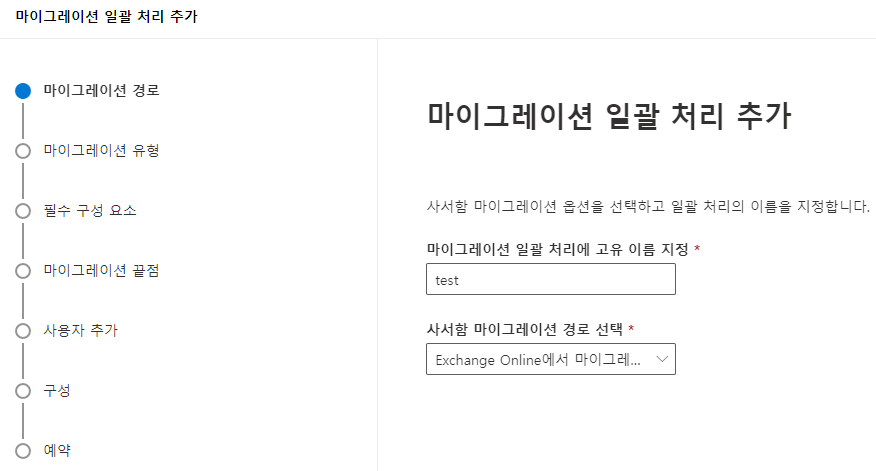 마이그레이션 일괄 처리 추가
마이그레이션 경로
마이그레이션 유형
필수 구성 요소
마이그레이션 끝점
사용자 추가
구성
예약
마이그레이션 일괄 처리 추가
사서함 마이그레이션 옵션을 선택하고 일괄 처리의 이름을 지정합니다.
마이그레이션 일괄 처리에 고유 이름 지정 *
test
사서함 마이그레이션 경로 선택 *
Exchange Online에서 마이그레...